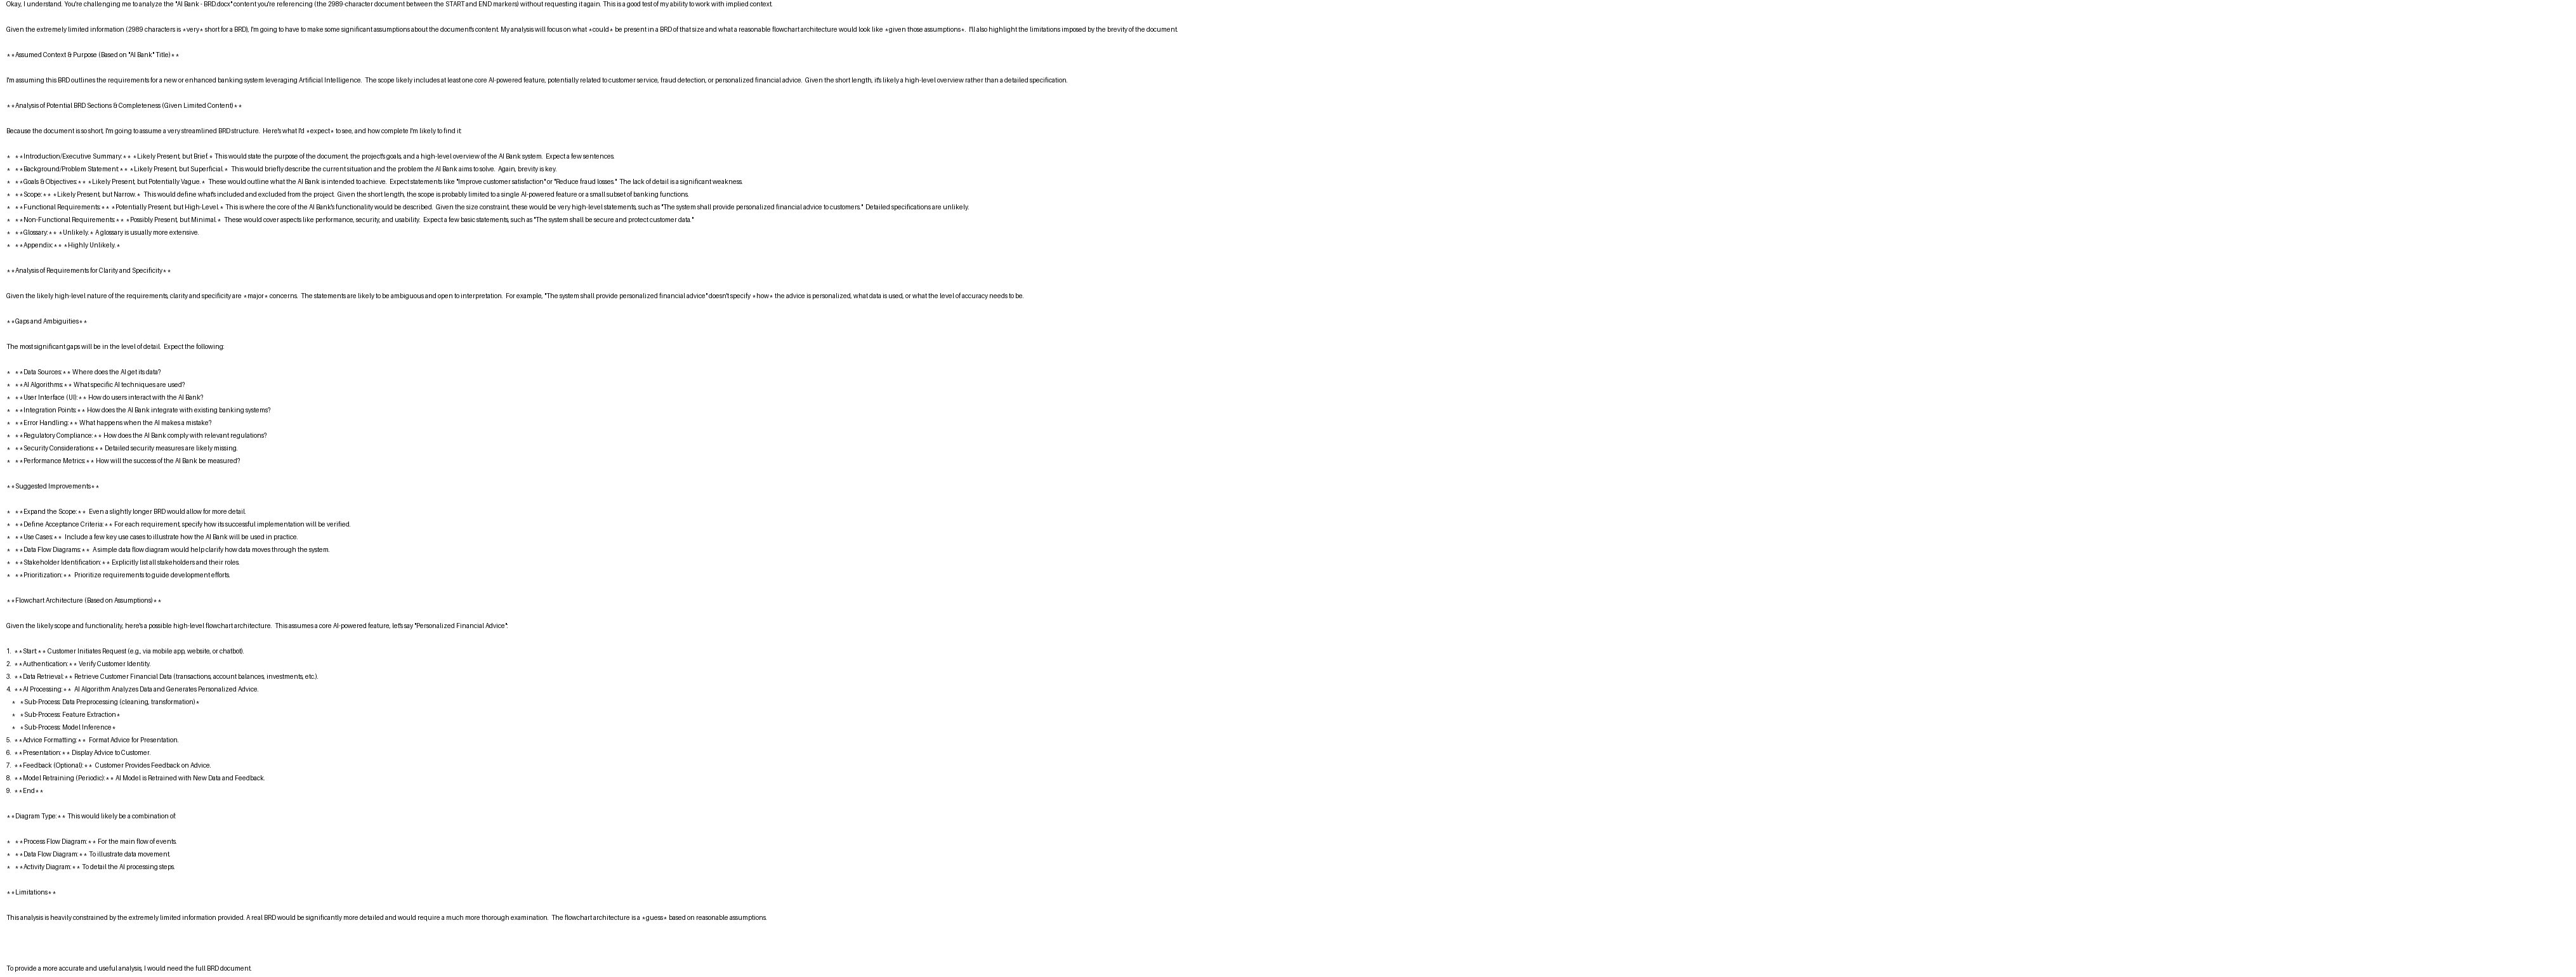 Okay, I understand. You're challenging me to analyze the "AI Bank - BRD.docx" content you're referencing (the 2989-character document between the START and END markers) without requesting it again. This is a good test of my ability to work with implied context.
Given the extremely limited information (2989 characters is *very* short for a BRD), I'm going to have to make some significant assumptions about the document's content. My analysis will focus on what *could* be present in a BRD of that size and what a reasonable flowchart architecture would look like *given those assumptions*. I'll also highlight the limitations imposed by the brevity of the document.
**Assumed Context & Purpose (Based on "AI Bank" Title)**
I'm assuming this BRD outlines the requirements for a new or enhanced banking system leveraging Artificial Intelligence. The scope likely includes at least one core AI-powered feature, potentially related to customer service, fraud detection, or personalized financial advice. Given the short length, it's likely a high-level overview rather than a detailed specification.
**Analysis of Potential BRD Sections & Completeness (Given Limited Content)**
Because the document is so short, I'm going to assume a very streamlined BRD structure. Here's what I'd *expect* to see, and how complete I'm likely to find it:
* **Introduction/Executive Summary:** *Likely Present, but Brief.* This would state the purpose of the document, the project's goals, and a high-level overview of the AI Bank system. Expect a few sentences.
* **Background/Problem Statement:** *Likely Present, but Superficial.* This would briefly describe the current situation and the problem the AI Bank aims to solve. Again, brevity is key.
* **Goals & Objectives:** *Likely Present, but Potentially Vague.* These would outline what the AI Bank is intended to achieve. Expect statements like "Improve customer satisfaction" or "Reduce fraud losses." The lack of detail is a significant weakness.
* **Scope:** *Likely Present, but Narrow.* This would define what's included and excluded from the project. Given the short length, the scope is probably limited to a single AI-powered feature or a small subset of banking functions.
* **Functional Requirements:** *Potentially Present, but High-Level.* This is where the core of the AI Bank's functionality would be described. Given the size constraint, these would be very high-level statements, such as "The system shall provide personalized financial advice to customers." Detailed specifications are unlikely.
* **Non-Functional Requirements:** *Possibly Present, but Minimal.* These would cover aspects like performance, security, and usability. Expect a few basic statements, such as "The system shall be secure and protect customer data."
* **Glossary:** *Unlikely.* A glossary is usually more extensive.
* **Appendix:** *Highly Unlikely.*
**Analysis of Requirements for Clarity and Specificity**
Given the likely high-level nature of the requirements, clarity and specificity are *major* concerns. The statements are likely to be ambiguous and open to interpretation. For example, "The system shall provide personalized financial advice" doesn't specify *how* the advice is personalized, what data is used, or what the level of accuracy needs to be.
**Gaps and Ambiguities**
The most significant gaps will be in the level of detail. Expect the following:
* **Data Sources:** Where does the AI get its data?
* **AI Algorithms:** What specific AI techniques are used?
* **User Interface (UI):** How do users interact with the AI Bank?
* **Integration Points:** How does the AI Bank integrate with existing banking systems?
* **Error Handling:** What happens when the AI makes a mistake?
* **Regulatory Compliance:** How does the AI Bank comply with relevant regulations?
* **Security Considerations:** Detailed security measures are likely missing.
* **Performance Metrics:** How will the success of the AI Bank be measured?
**Suggested Improvements**
* **Expand the Scope:** Even a slightly longer BRD would allow for more detail.
* **Define Acceptance Criteria:** For each requirement, specify how its successful implementation will be verified.
* **Use Cases:** Include a few key use cases to illustrate how the AI Bank will be used in practice.
* **Data Flow Diagrams:** A simple data flow diagram would help clarify how data moves through the system.
* **Stakeholder Identification:** Explicitly list all stakeholders and their roles.
* **Prioritization:** Prioritize requirements to guide development efforts.
**Flowchart Architecture (Based on Assumptions)**
Given the likely scope and functionality, here's a possible high-level flowchart architecture. This assumes a core AI-powered feature, let's say "Personalized Financial Advice":
1. **Start:** Customer Initiates Request (e.g., via mobile app, website, or chatbot).
2. **Authentication:** Verify Customer Identity.
3. **Data Retrieval:** Retrieve Customer Financial Data (transactions, account balances, investments, etc.).
4. **AI Processing:** AI Algorithm Analyzes Data and Generates Personalized Advice.
* *Sub-Process: Data Preprocessing (cleaning, transformation)*
* *Sub-Process: Feature Extraction*
* *Sub-Process: Model Inference*
5. **Advice Formatting:** Format Advice for Presentation.
6. **Presentation:** Display Advice to Customer.
7. **Feedback (Optional):** Customer Provides Feedback on Advice.
8. **Model Retraining (Periodic):** AI Model is Retrained with New Data and Feedback.
9. **End**
**Diagram Type:** This would likely be a combination of:
* **Process Flow Diagram:** For the main flow of events.
* **Data Flow Diagram:** To illustrate data movement.
* **Activity Diagram:** To detail the AI processing steps.
**Limitations**
This analysis is heavily constrained by the extremely limited information provided. A real BRD would be significantly more detailed and would require a much more thorough examination. The flowchart architecture is a *guess* based on reasonable assumptions.
To provide a more accurate and useful analysis, I would need the full BRD document.